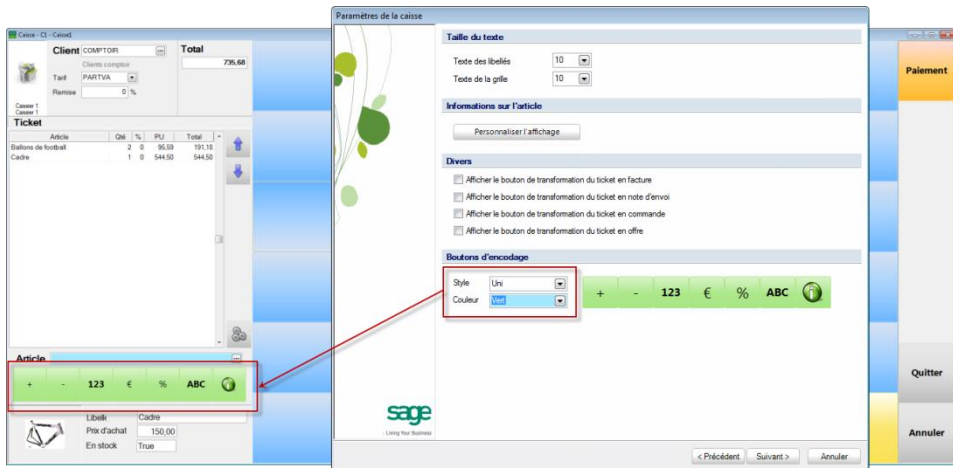 Caisse - C1 - Caisse1
Client COMPTOIR ...
Clients comptoir
Tarif PARTVA
Remise 0 %
Total
735,68
Caissier 1
Caissier 1
Ticket
Article Qté % PU Total
Ballons de football 2 0 95,59 191,18
Cadre 1 0 544,50 544,50
Article ...
+ - 123 € % ABC i
Libellé Cadre
Prix d'achat 150,00
En stock True
Paramètres de la caisse
Taille du texte
Texte des libellés 10
Texte de la grille 10
Informations sur l'article
Personnaliser l'affichage
Divers
Afficher le bouton de transformation du ticket en facture
Afficher le bouton de transformation du ticket en note d'envoi
Afficher le bouton de transformation du ticket en commande
Afficher le bouton de transformation du ticket en offre
Boutons d'encodage
Style Uni
Couleur Vert
+ - 123 € % ABC i
sage
Living Your Business
< Précédent Suivant > Annuler
Paiement
Quitter
Annuler